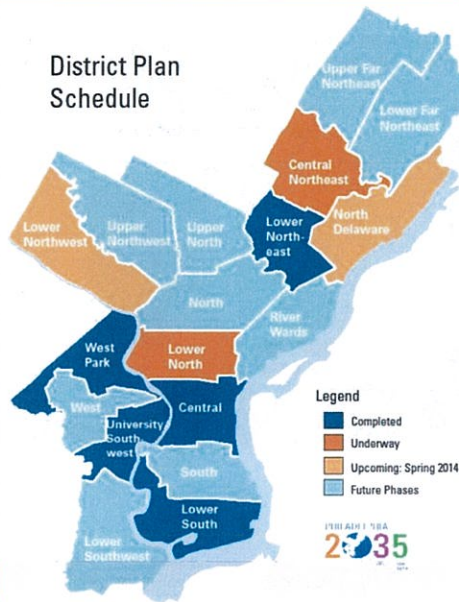 District Plan
Schedule
Upper Far
Northeast
Lower Far
Northeast
Central
Northeast
North
Delaware
Lower
North-
east
Lower
Northwest
Upper
Northwest
Upper
North
North
River
Wards
West
Park
Lower
North
West
Central
University
South-
west
South
Lower
South
Lower
Southwest
Legend
Completed
Underway
Upcoming: Spring 2014
Future Phases
PHILADELPHIA
2035